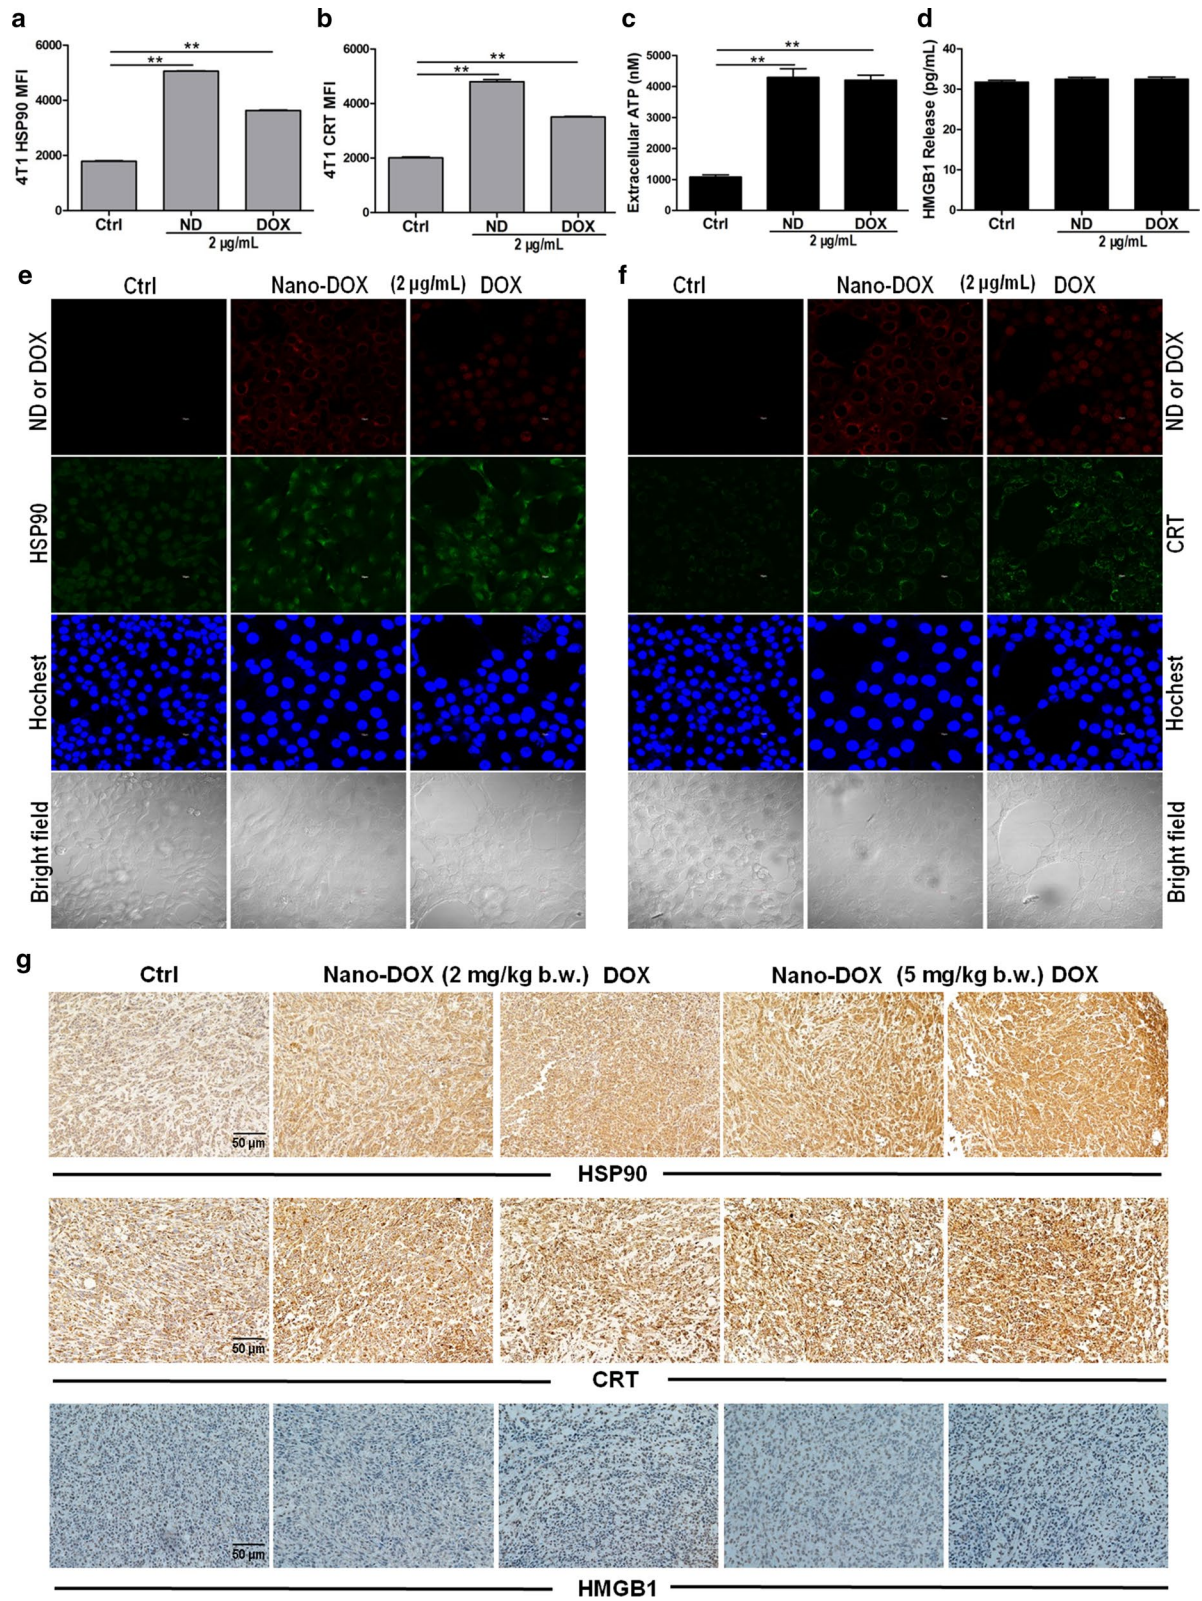 a
4T1 HSP90 MFI
6000
4000
2000
0
**
**
Ctrl
ND
DOX
2 µg/mL
b
4T1 CRT MFI
6000
4000
2000
0
**
**
Ctrl
ND
DOX
2 µg/mL
c
Extracellular ATP (nM)
5000
4000
3000
2000
1000
0
**
**
Ctrl
ND
DOX
2 µg/mL
d
HMGB1 Release (pg/mL)
40
30
20
10
0
Ctrl
ND
DOX
2 µg/mL
e
Ctrl
Nano-DOX (2 µg/mL) DOX
ND or DOX
HSP90
Hochest
Bright field
f
Ctrl
Nano-DOX (2 µg/mL) DOX
ND or DOX
CRT
Hochest
Bright field
g
Ctrl
Nano-DOX (2 mg/kg b.w.) DOX
Nano-DOX (5 mg/kg b.w.) DOX
50 µm
HSP90
50 µm
CRT
50 µm
HMGB1